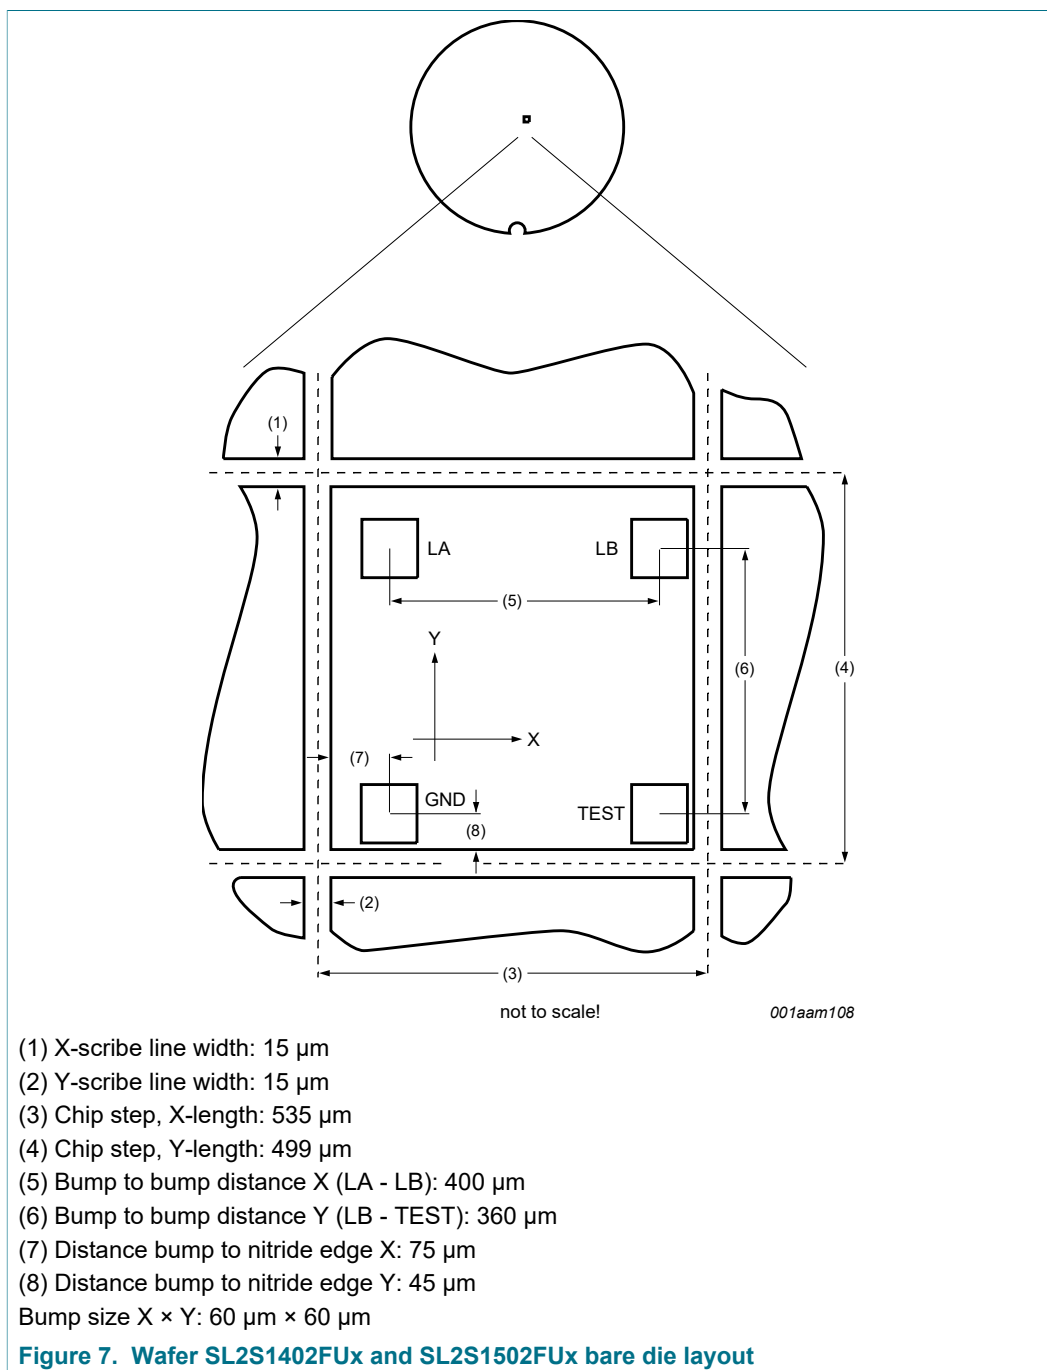 (1)
LA
LB
(5)
Y
(6)
(4)
X
(7)
GND
TEST
(8)
(2)
(3)
not to scale!
001aam108
(1) X-scribe line width: 15 µm
(2) Y-scribe line width: 15 µm
(3) Chip step, X-length: 535 µm
(4) Chip step, Y-length: 499 µm
(5) Bump to bump distance X (LA - LB): 400 µm
(6) Bump to bump distance Y (LB - TEST): 360 µm
(7) Distance bump to nitride edge X: 75 µm
(8) Distance bump to nitride edge Y: 45 µm
Bump size X × Y: 60 µm × 60 µm
Figure 7. Wafer SL2S1402FUx and SL2S1502FUx bare die layout